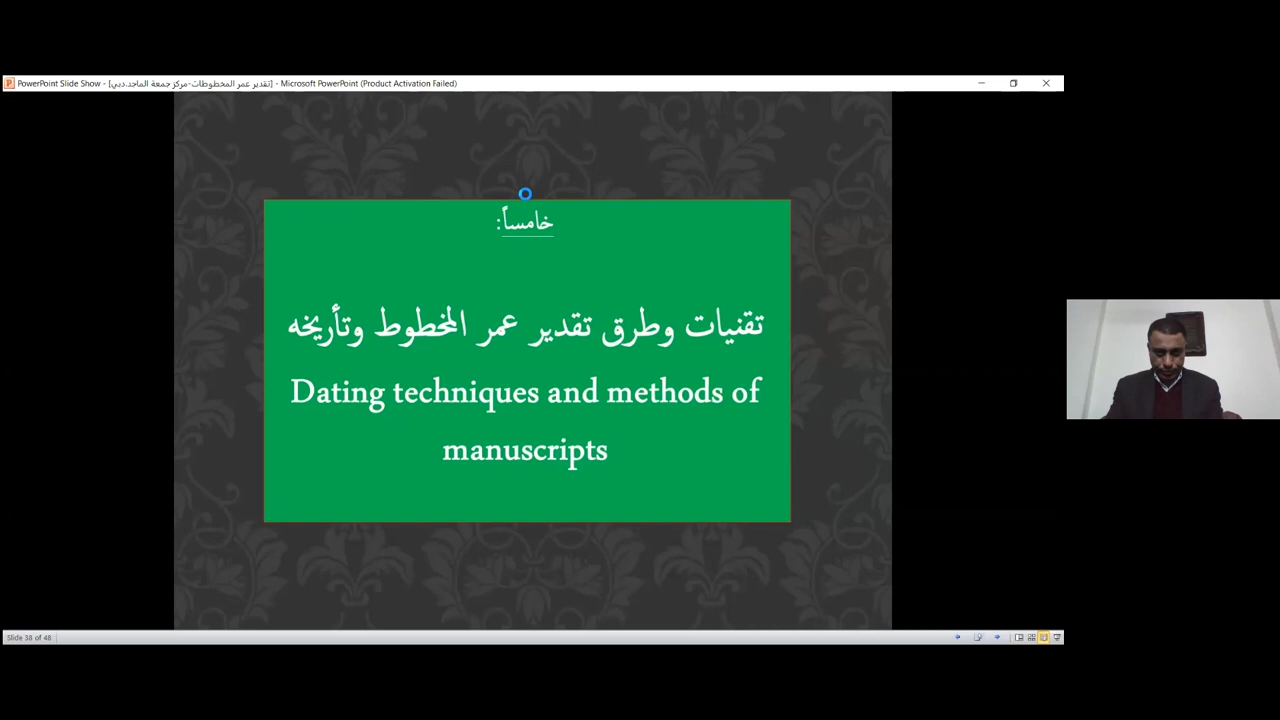 PowerPoint Slide Show - [تقدير عمر المخطوطات-مركز جمعة الماجد.دبي] - Microsoft PowerPoint (Product Activation Failed)
خامساً:
تقنيات وطرق تقدير عمر المخطوط وتأريخه
Dating techniques and methods of
manuscripts
Slide 38 of 48